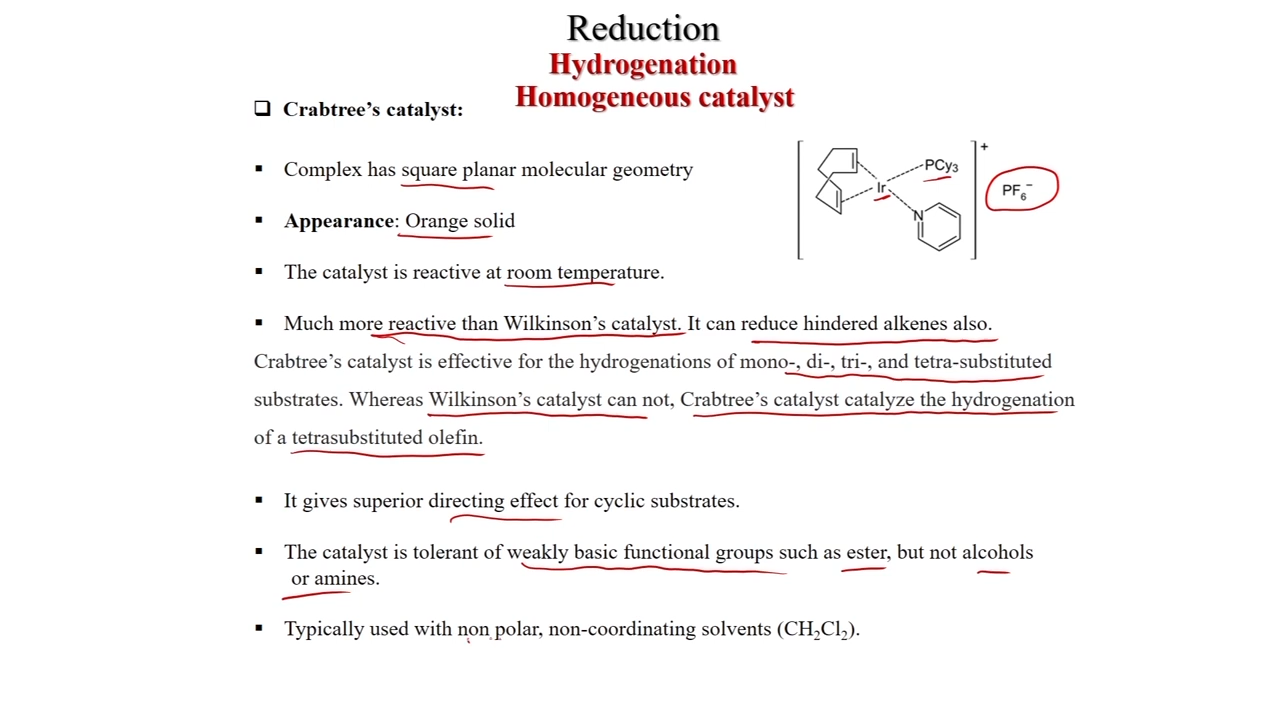 Reduction
Hydrogenation
Homogeneous catalyst
❑ Crabtree’s catalyst:
▪ Complex has square planar molecular geometry
▪ Appearance: Orange solid
▪ The catalyst is reactive at room temperature.
▪ Much more reactive than Wilkinson’s catalyst. It can reduce hindered alkenes also.
Crabtree’s catalyst is effective for the hydrogenations of mono-, di-, tri-, and tetra-substituted
substrates. Whereas Wilkinson’s catalyst can not, Crabtree’s catalyst catalyze the hydrogenation
of a tetrasubstituted olefin.
▪ It gives superior directing effect for cyclic substrates.
▪ The catalyst is tolerant of weakly basic functional groups such as ester, but not alcohols
or amines.
▪ Typically used with non polar, non-coordinating solvents (CH₂Cl₂).
+
PCy₃
Ir
PF₆⁻
N